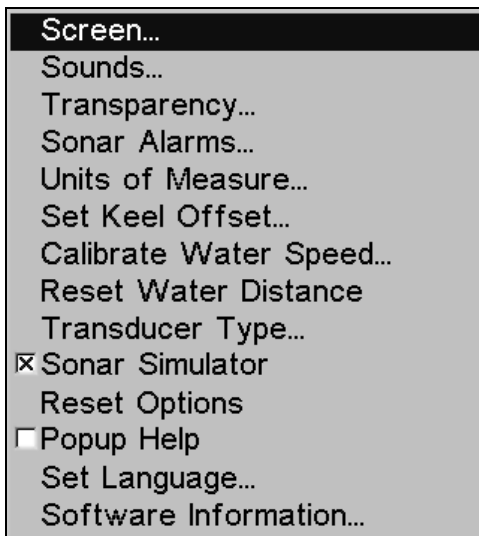 Screen...
Sounds...
Transparency...
Sonar Alarms...
Units of Measure...
Set Keel Offset...
Calibrate Water Speed...
Reset Water Distance
Transducer Type...
Sonar Simulator
Reset Options
Popup Help
Set Language...
Software Information...